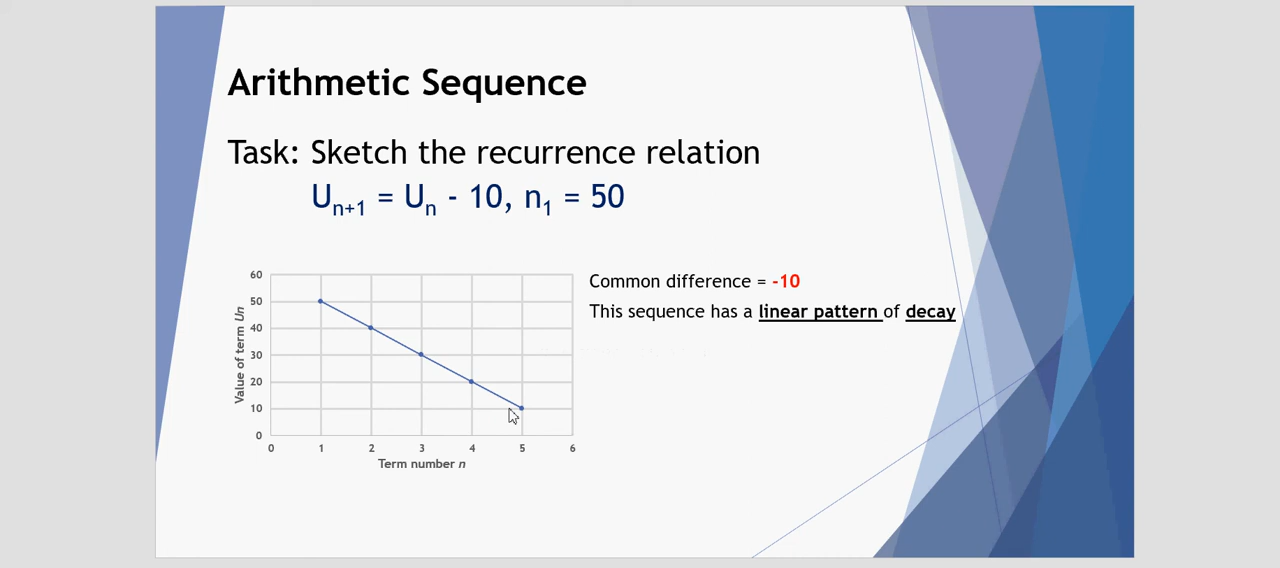 Arithmetic Sequence
Task: Sketch the recurrence relation
Uₙ₊₁ = Uₙ - 10, n₁ = 50
Common difference = -10
This sequence has a linear pattern of decay
Value of term Un
60
50
40
30
20
10
0
0 1 2 3 4 5 6
Term number n